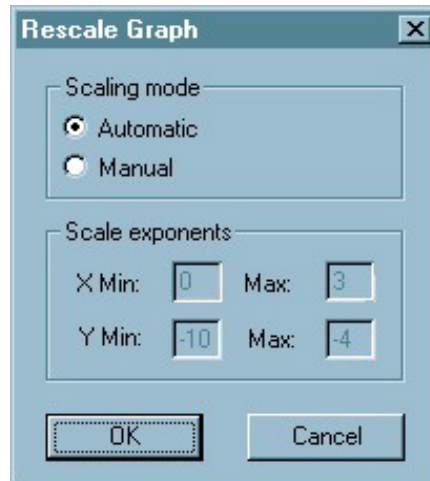 Rescale Graph
Scaling mode
Automatic
Manual
Scale exponents
X Min: 0 Max: 3
Y Min: -10 Max: -4
OK Cancel